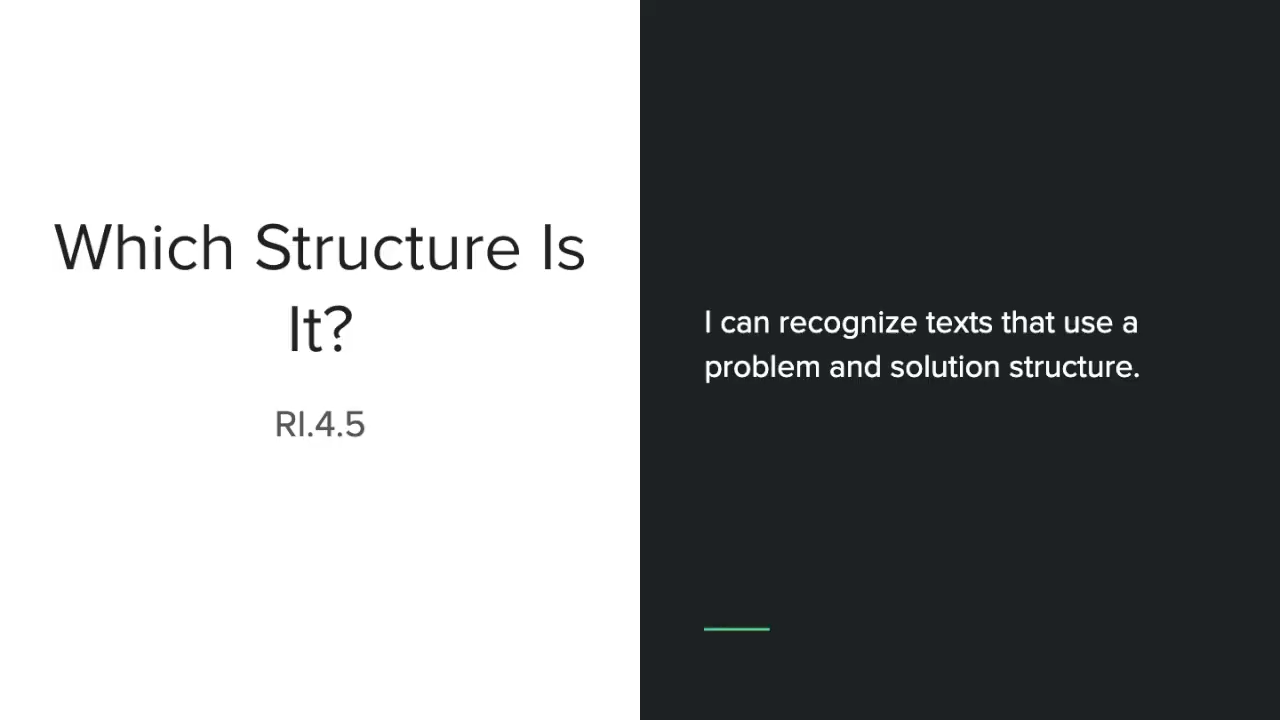 Which Structure Is
It?
RI.4.5
I can recognize texts that use a
problem and solution structure.